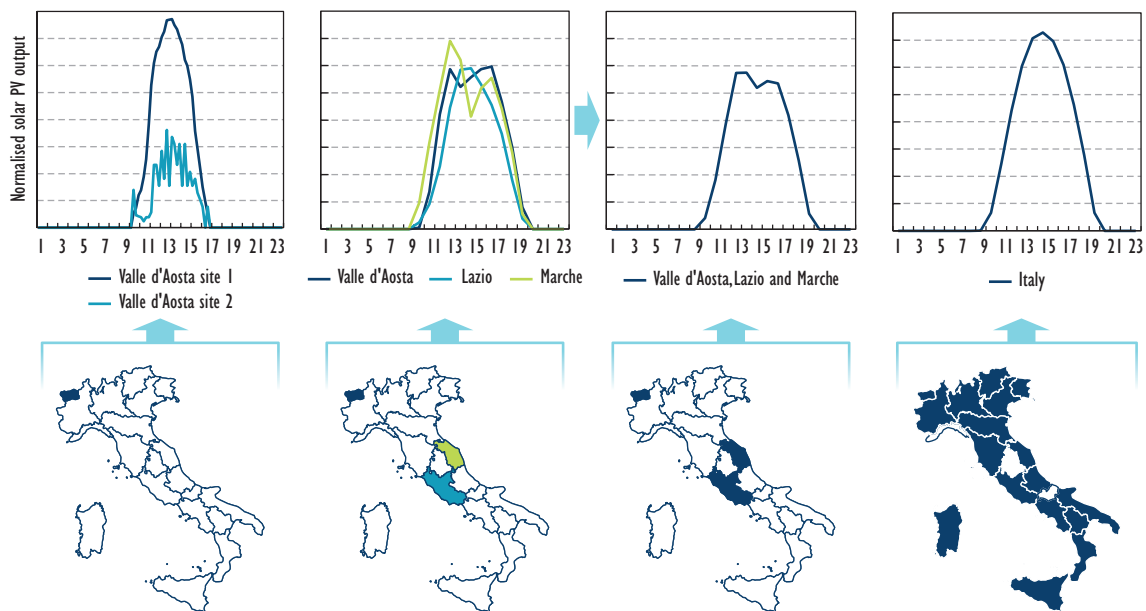 Normalised solar PV output
1 3 5 7 9 11 13 15 17 19 21 23
1 3 5 7 9 11 13 15 17 19 21 23
1 3 5 7 9 11 13 15 17 19 21 23
1 3 5 7 9 11 13 15 17 19 21 23
Valle d'Aosta site 1
Valle d'Aosta site 2
Valle d'Aosta
Lazio
Marche
Valle d'Aosta, Lazio and Marche
Italy